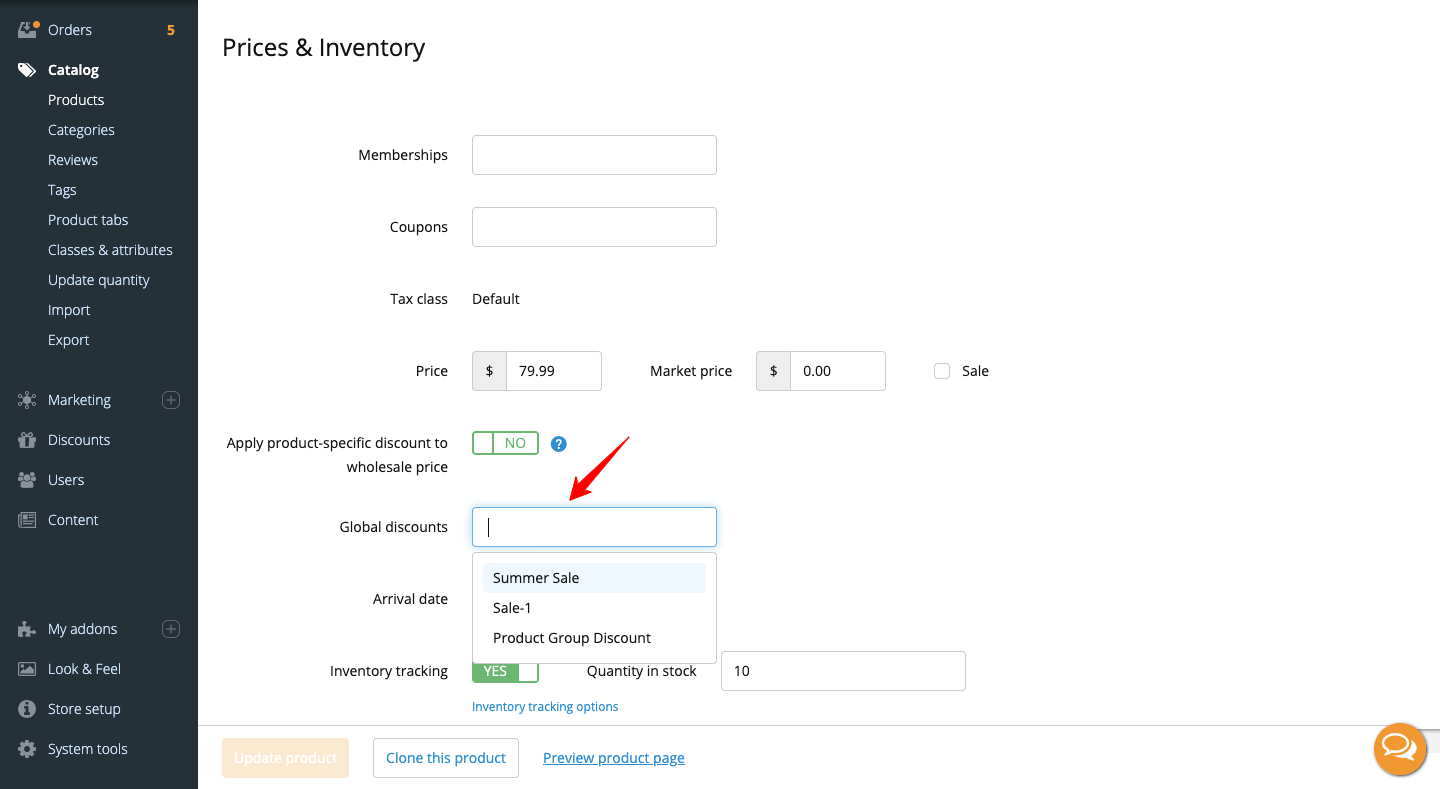 Orders 5
Catalog
Products
Categories
Reviews
Tags
Product tabs
Classes & attributes
Update quantity
Import
Export
Marketing
Discounts
Users
Content
My addons
Look & Feel
Store setup
System tools
Prices & Inventory
Memberships
Coupons
Tax class Default
Price $ 79.99 Market price $ 0.00 Sale
Apply product-specific discount to
wholesale price
NO ?
Global discounts
Summer Sale
Sale-1
Product Group Discount
Arrival date
Inventory tracking YES Quantity in stock 10
Inventory tracking options
Update product Clone this product Preview product page